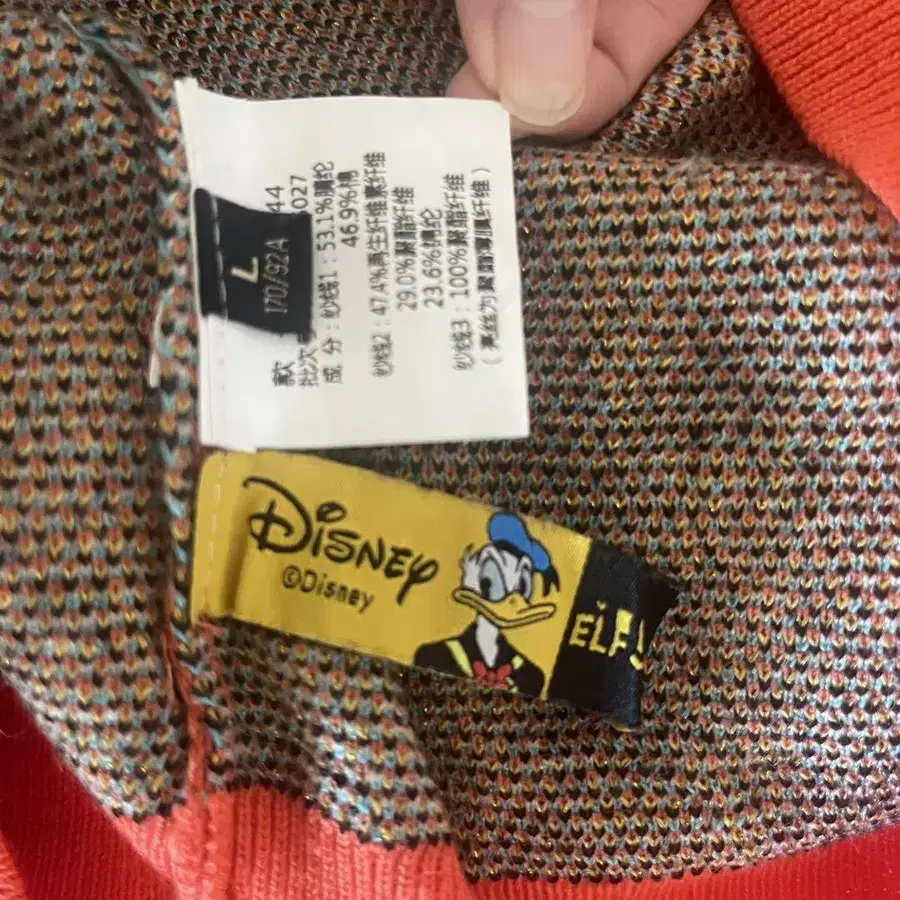 L
170/92A
44
027
款
批次
成 分：纱线1：53.1%腈纶
46.9%棉
纱线2：47.4%再生纤维素纤维
29.0%聚酯纤维
23.6%锦纶
纱线3：100%聚酯纤维
（亮丝为聚酯薄膜纤维）
Disney
©Disney
ELF